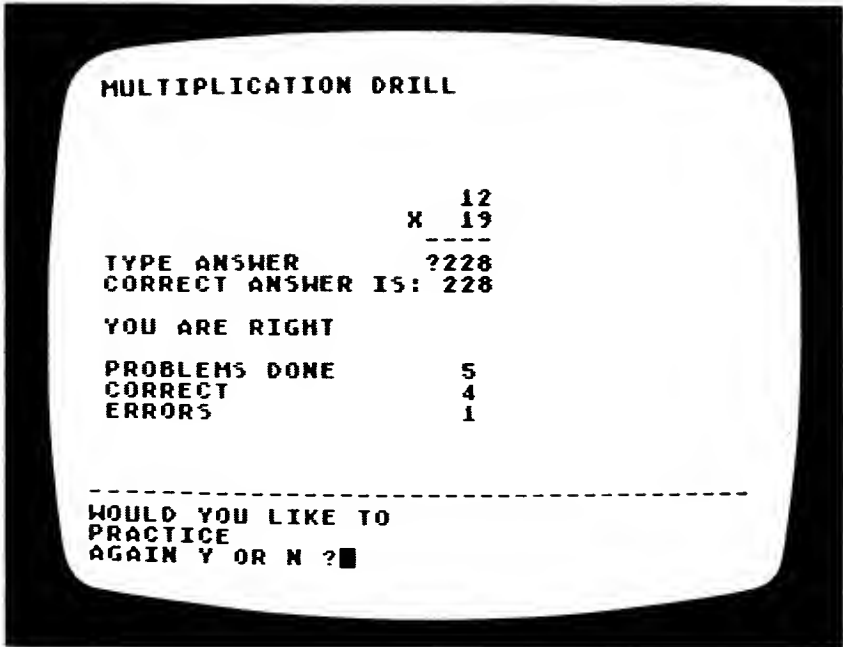 MULTIPLICATION DRILL
12
X 19
----
TYPE ANSWER ?228
CORRECT ANSWER IS: 228
YOU ARE RIGHT
PROBLEMS DONE 5
CORRECT 4
ERRORS 1
-------------------------------------
WOULD YOU LIKE TO
PRACTICE
AGAIN Y OR N ?